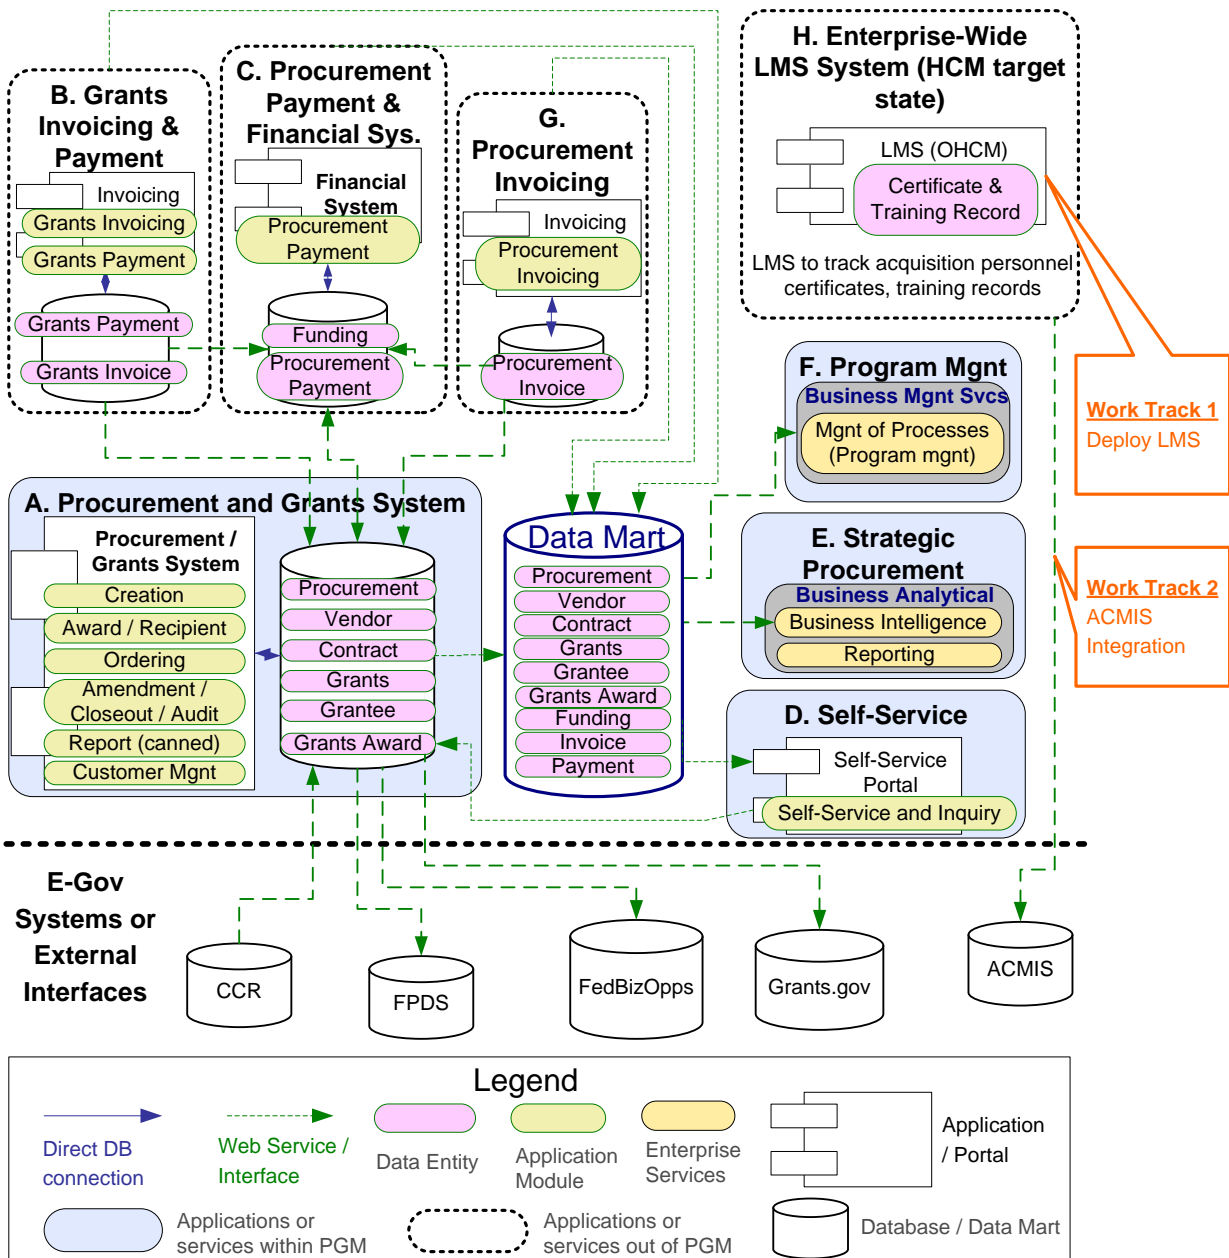 B. Grants
Invoicing &
Payment
Invoicing
Grants Invoicing
Grants Payment
Grants Payment
Grants Invoice
C. Procurement
Payment &
Financial Sys.
Financial
System
Procurement
Payment
Funding
Procurement
Payment
G.
Procurement
Invoicing
Invoicing
Procurement
Invoicing
Procurement
Invoice
H. Enterprise-Wide
LMS System (HCM target
state)
LMS (OHCM)
Certificate &
Training Record
LMS to track acquisition personnel
certificates, training records
Work Track 1
Deploy LMS
F. Program Mgnt
Business Mgnt Svcs
Mgnt of Processes
(Program mgnt)
A. Procurement and Grants System
Procurement /
Grants System
Creation
Award / Recipient
Ordering
Amendment /
Closeout / Audit
Report (canned)
Customer Mgnt
Procurement
Vendor
Contract
Grants
Grantee
Grants Award
Data Mart
Procurement
Vendor
Contract
Grants
Grantee
Grants Award
Funding
Invoice
Payment
E. Strategic
Procurement
Business Analytical
Business Intelligence
Reporting
Work Track 2
ACMIS
Integration
D. Self-Service
Self-Service
Portal
Self-Service and Inquiry
E-Gov
Systems or
External
Interfaces
CCR
FPDS
FedBizOpps
Grants.gov
ACMIS
Legend
Direct DB
connection
Web Service /
Interface
Data Entity
Application
Module
Enterprise
Services
Application
/ Portal
Applications or
services within PGM
Applications or
services out of PGM
Database / Data Mart